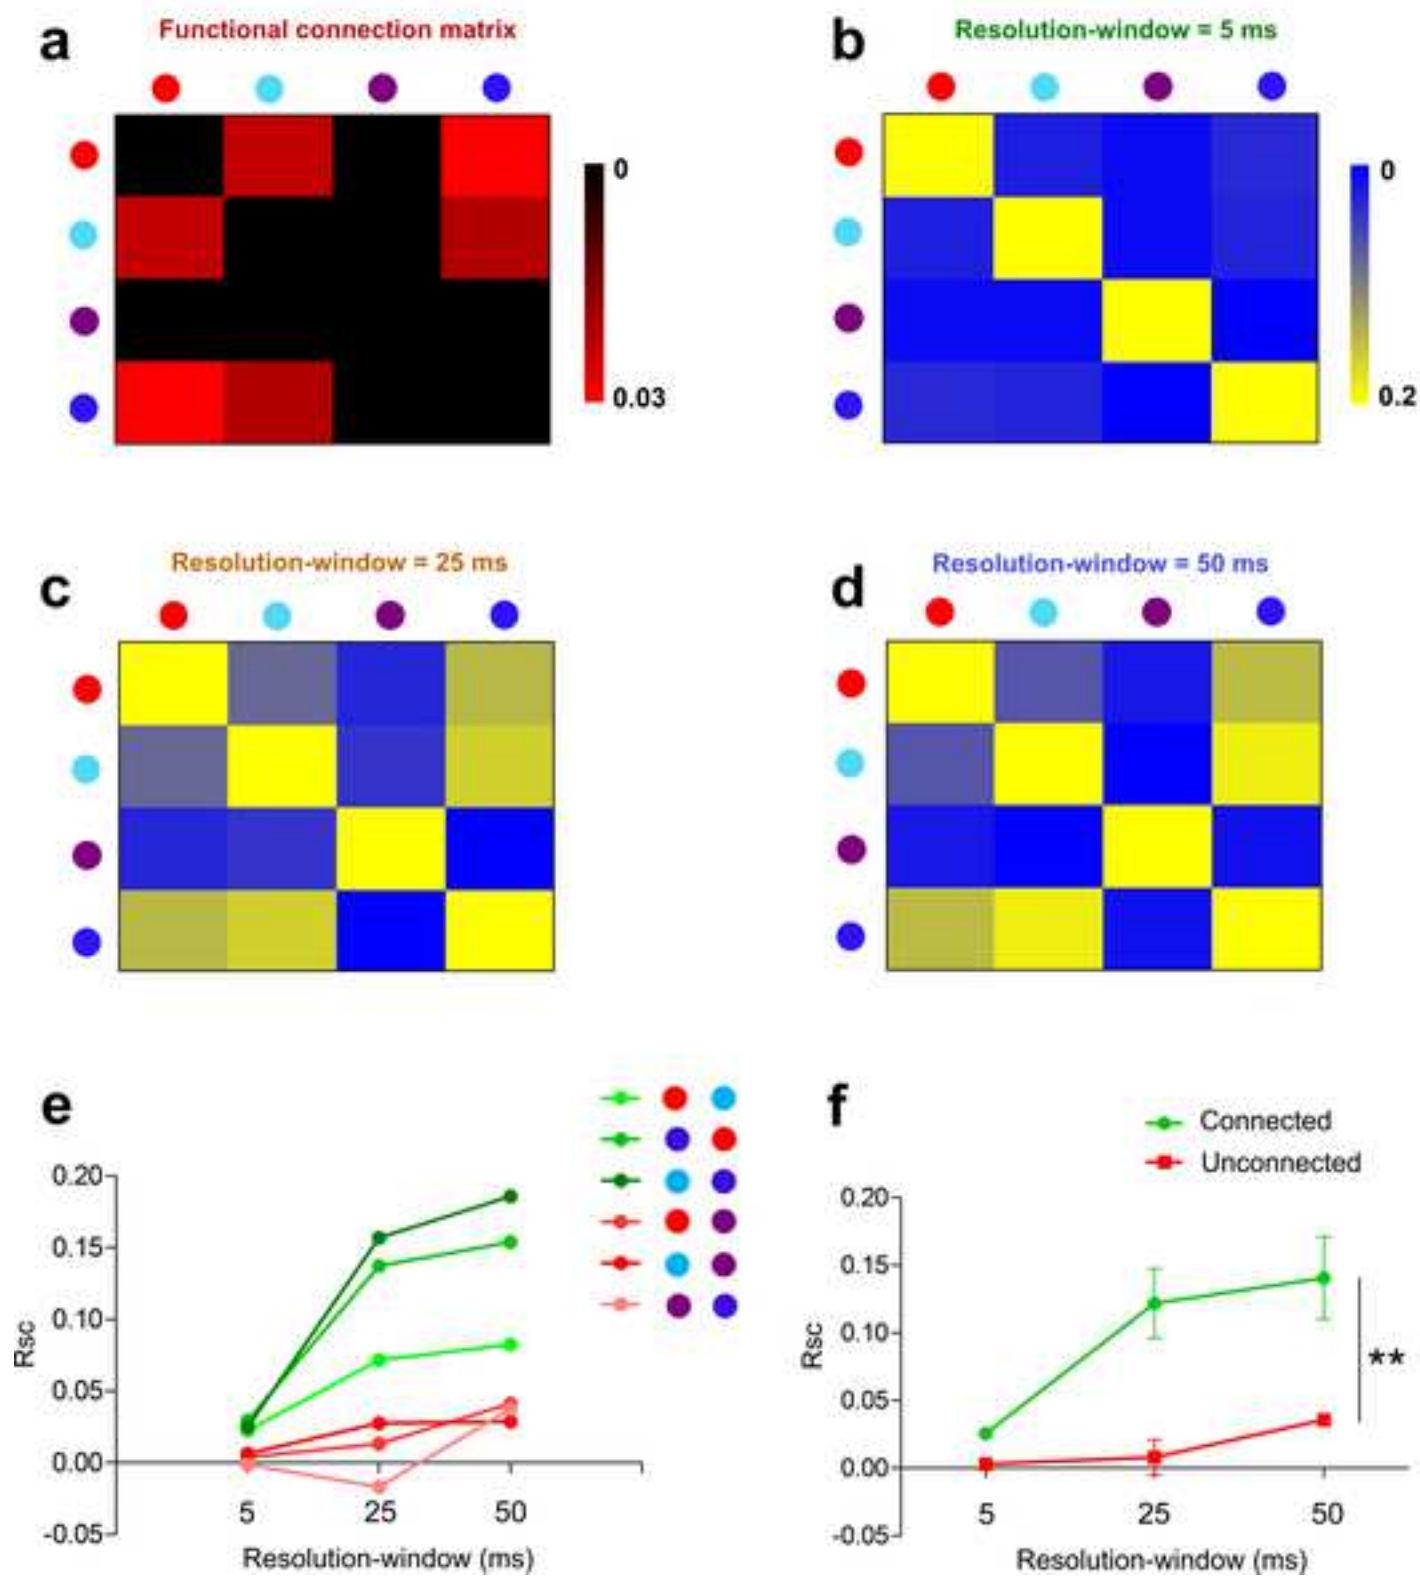 a
Functional connection matrix
0
0.03
b
Resolution-window = 5 ms
0
0.2
c
Resolution-window = 25 ms
d
Resolution-window = 50 ms
e
0.20
0.15
0.10
0.05
0.00
-0.05
Rsc
5 25 50
Resolution-window (ms)
f
Connected
Unconnected
0.20
0.15
0.10
0.05
0.00
-0.05
Rsc
**
5 25 50
Resolution-window (ms)